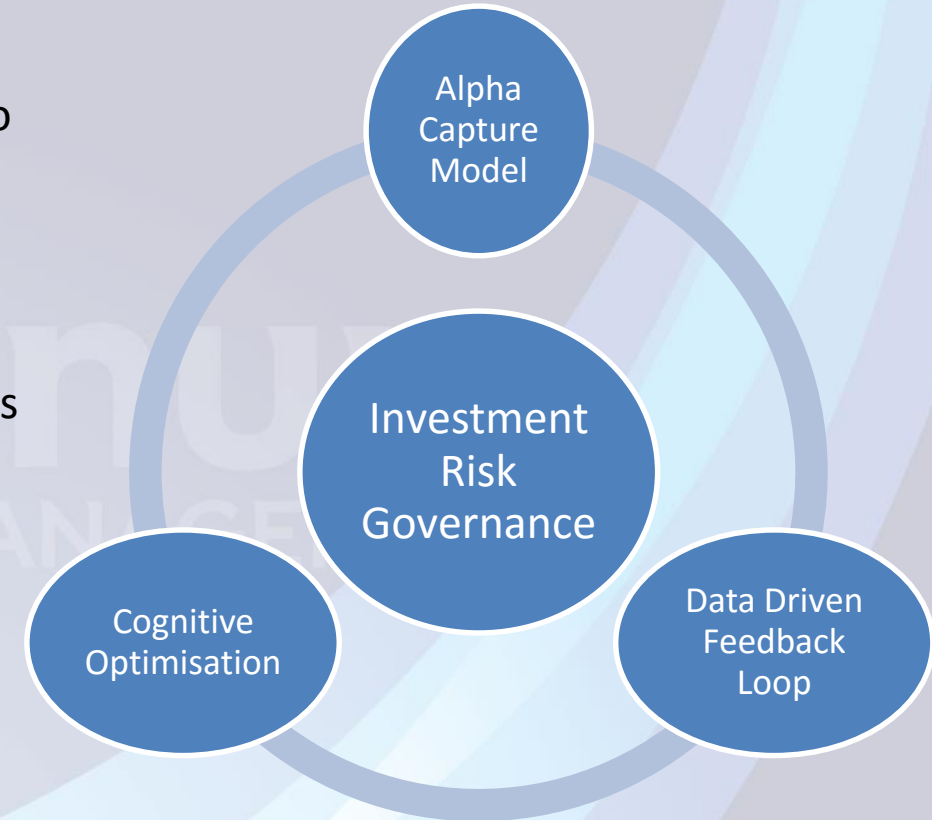 Alpha
Capture
Model
Investment
Risk
Governance
Cognitive
Optimisation
Data Driven
Feedback
Loop